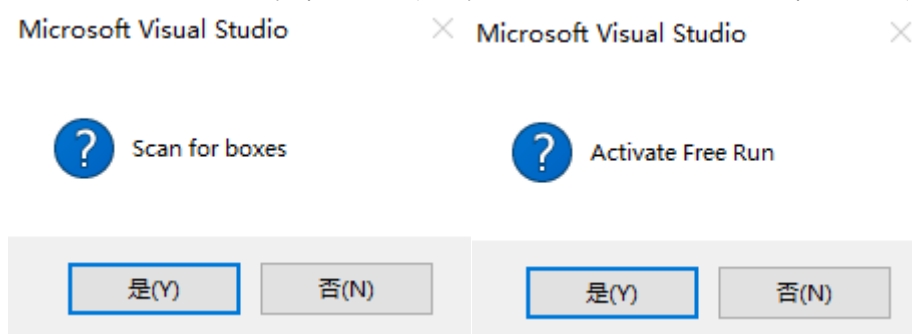 Microsoft Visual Studio
Scan for boxes
是(Y)
否(N)
Microsoft Visual Studio
Activate Free Run
是(Y)
否(N)